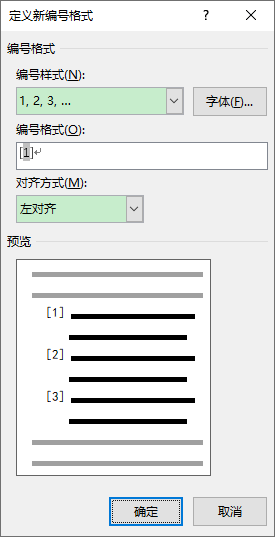 定义新编号格式 ? ×
编号格式
编号样式(N):
1, 2, 3, ...
字体(F)...
编号格式(O):
[1]↵
对齐方式(M):
左对齐
预览
[1]
[2]
[3]
确定 取消